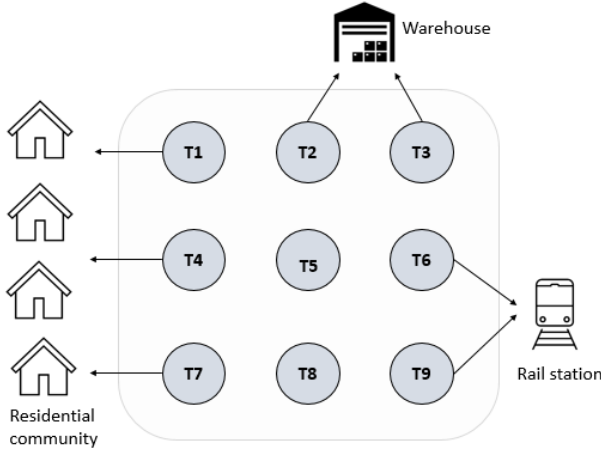 Warehouse
T1
T2
T3
T4
T5
T6
T7
T8
T9
Rail station
Residential
community